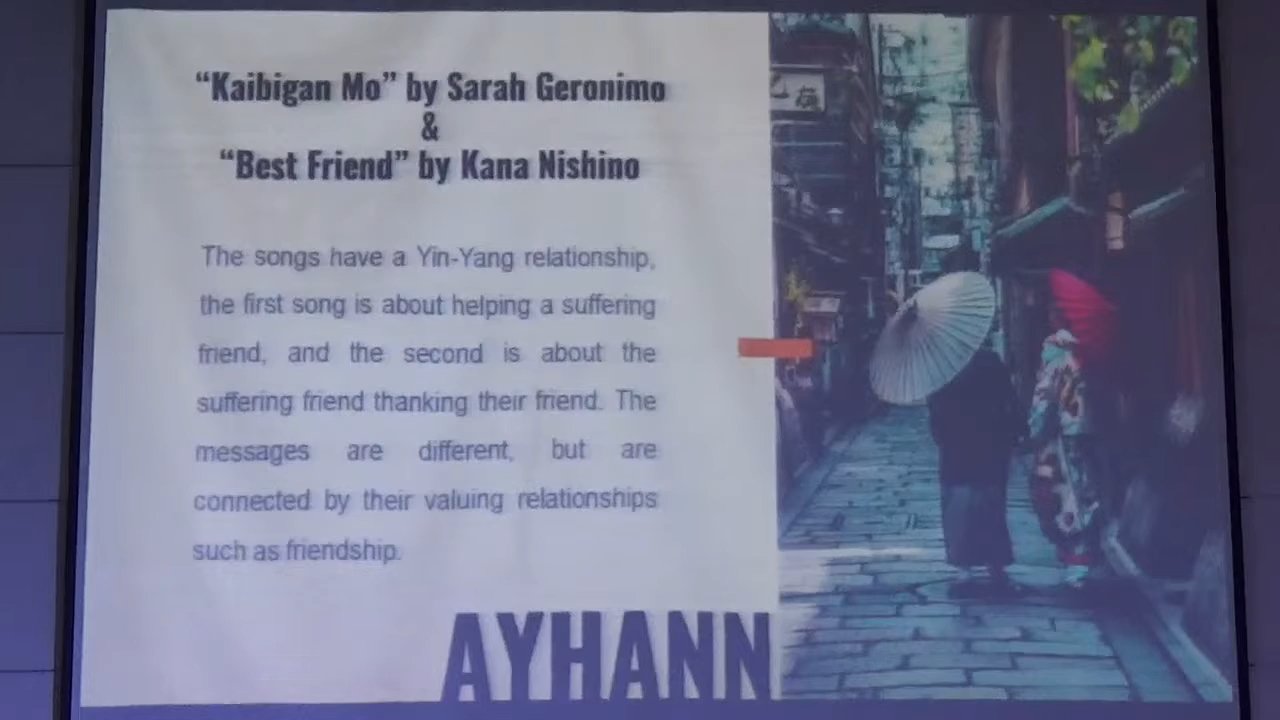 “Kaibigan Mo” by Sarah Geronimo
&
“Best Friend” by Kana Nishino
The songs have a Yin-Yang relationship,
the first song is about helping a suffering
friend, and the second is about the
suffering friend thanking their friend. The
messages are different, but are
connected by their valuing relationships
such as friendship.
AYHANN